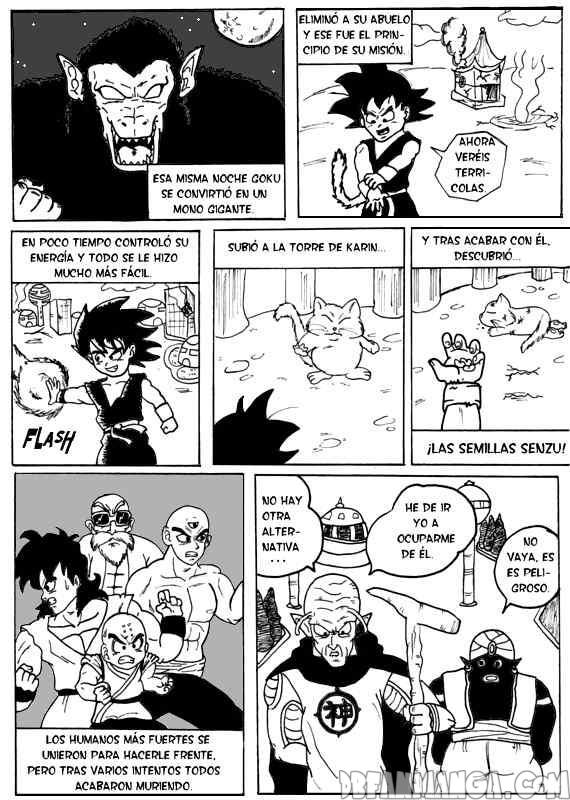 ESA MISMA NOCHE GOKU
SE CONVIRTIÓ EN UN
MONO GIGANTE.
ELIMINÓ A SU ABUELO
Y ESE FUE EL PRIN-
CIPIO DE SU MISIÓN.
AHORA
VERÉIS
TERRI-
COLAS.
EN POCO TIEMPO CONTROLÓ SU
ENERGÍA Y TODO SE LE HIZO
MUCHO MÁS FÁCIL.
FLASH
SUBIÓ A LA TORRE DE KARIN...
Y TRAS ACABAR CON ÉL,
DESCUBRIÓ...
¡LAS SEMILLAS SENZU!
LOS HUMANOS MÁS FUERTES SE
UNIERON PARA HACERLE FRENTE,
PERO TRAS VARIOS INTENTOS TODOS
ACABARON MURIENDO.
NO HAY
OTRA
ALTER-
NATIVA
...
HE DE IR
YO A
OCUPARME
DE ÉL.
NO
VAYA, ES
ES PELI-
GROSO.
神
DREAMMANGA.COM